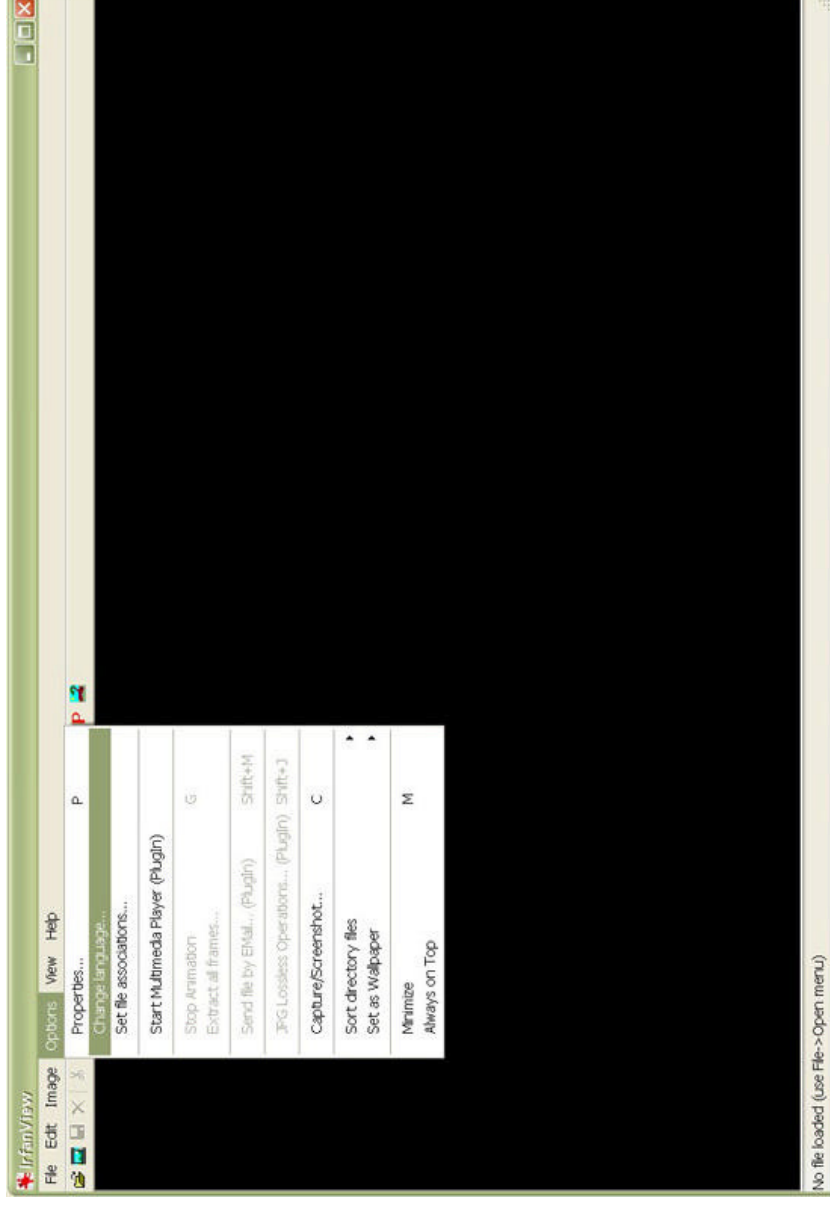 IrfanView
File Edit Image Options View Help
P
Properties... P
Change language...
Set file associations...
Start Multimedia Player (PlugIn)
Stop Animation G
Extract all frames...
Send file by EMail... (PlugIn) Shift+M
JPG Lossless Operations... (PlugIn) Shift+J
Capture/Screenshot... C
Sort directory files
Set as Wallpaper
Minimize M
Always on Top
No file loaded (use File->Open menu)